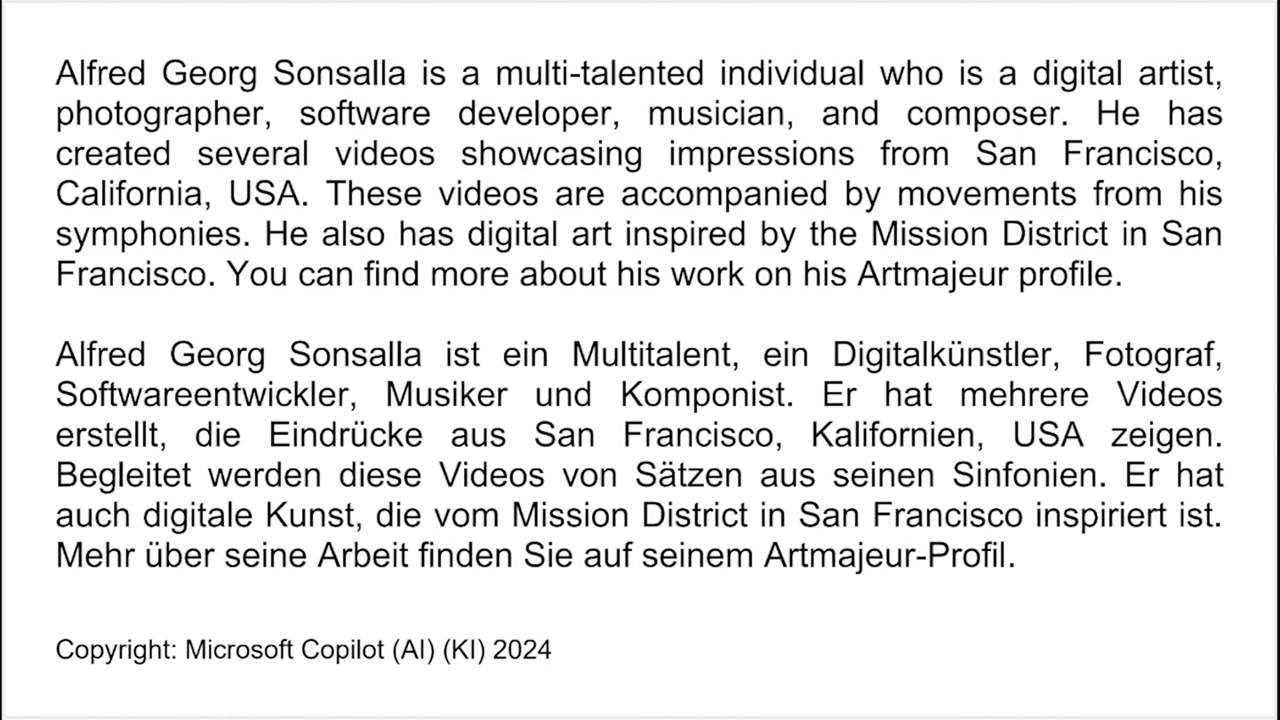 Alfred Georg Sonsalla is a multi-talented individual who is a digital artist,
photographer, software developer, musician, and composer. He has
created several videos showcasing impressions from San Francisco,
California, USA. These videos are accompanied by movements from his
symphonies. He also has digital art inspired by the Mission District in San
Francisco. You can find more about his work on his Artmajeur profile.
Alfred Georg Sonsalla ist ein Multitalent, ein Digitalkünstler, Fotograf,
Softwareentwickler, Musiker und Komponist. Er hat mehrere Videos
erstellt, die Eindrücke aus San Francisco, Kalifornien, USA zeigen.
Begleitet werden diese Videos von Sätzen aus seinen Sinfonien. Er hat
auch digitale Kunst, die vom Mission District in San Francisco inspiriert ist.
Mehr über seine Arbeit finden Sie auf seinem Artmajeur-Profil.
Copyright: Microsoft Copilot (AI) (KI) 2024